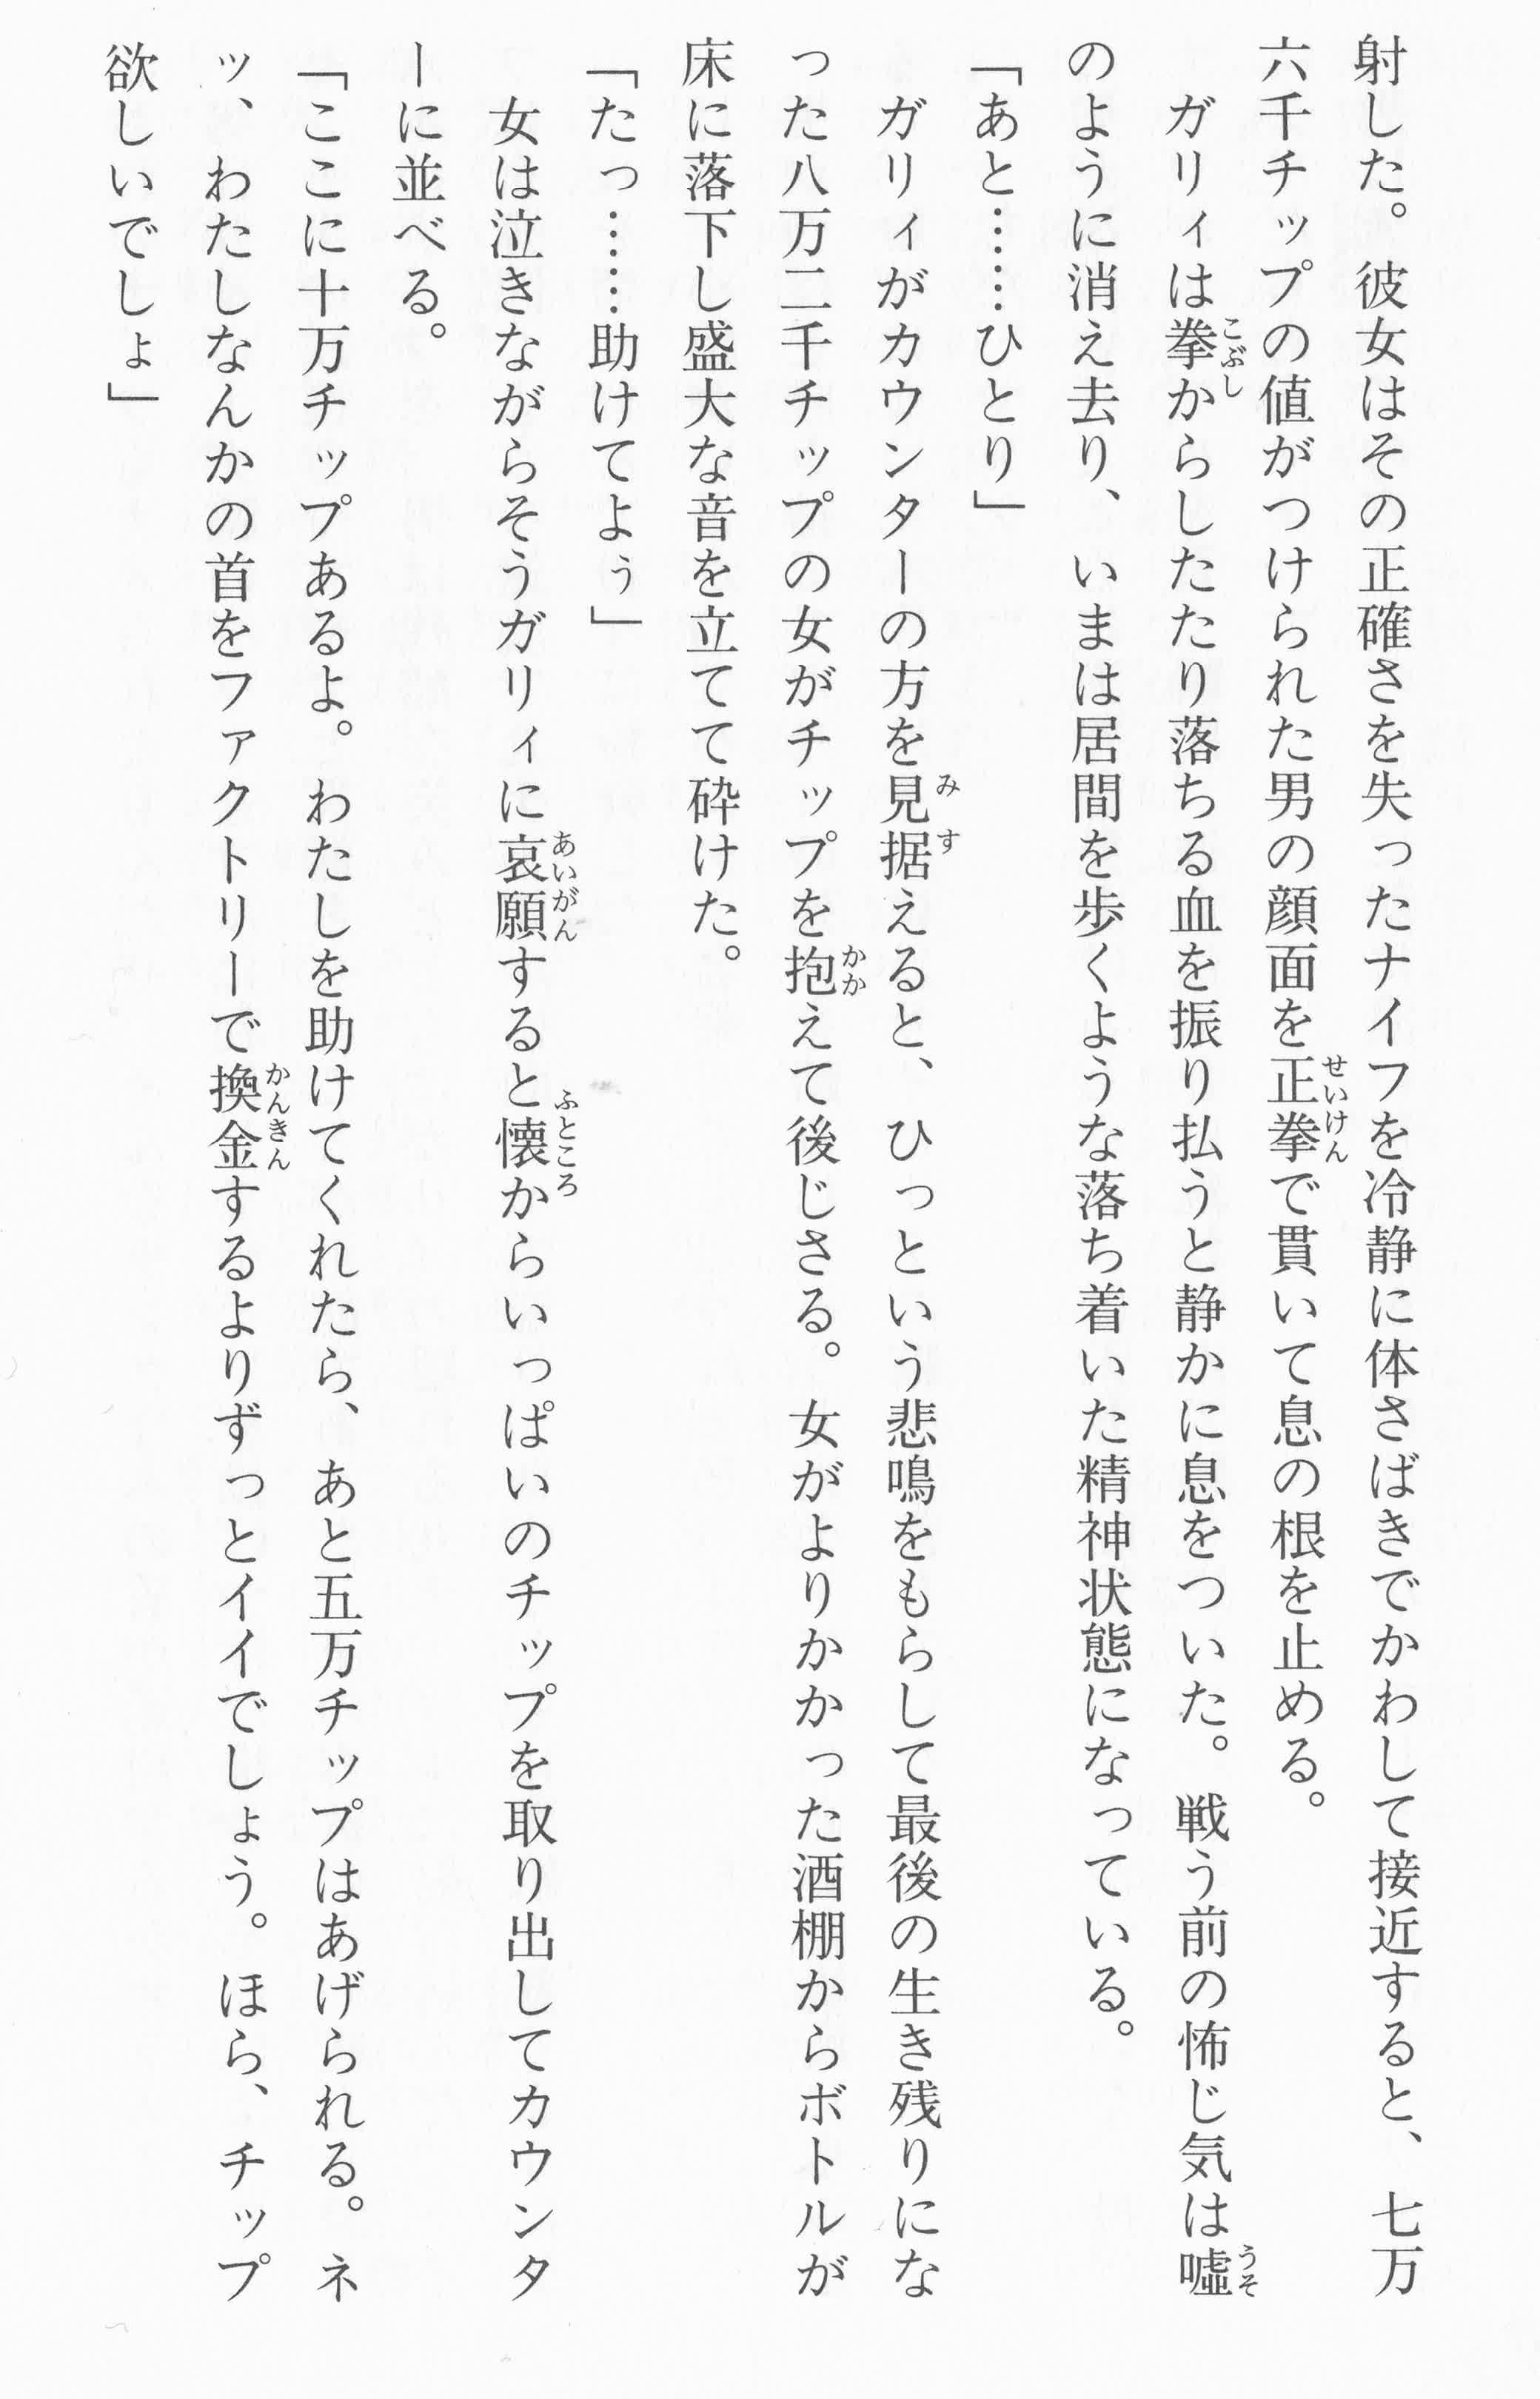 射した。彼女はその正確さを失ったナイフを冷静に体さばきでかわして接近すると、七万
六千チップの値がつけられた男の顔面を正拳で貫いて息の根を止める。
　ガリィは拳からしたたり落ちる血を振り払うと静かに息をついた。戦う前の怖じ気は嘘
のように消え去り、いまは居間を歩くような落ち着いた精神状態になっている。
「あと……ひとり」
　ガリィがカウンターの方を見据えると、ひっという悲鳴をもらして最後の生き残りにな
った八万二千チップの女がチップを抱えて後じさる。女がよりかかった酒棚からボトルが
床に落下し盛大な音を立てて砕けた。
「たっ……助けてよぅ」
　女は泣きながらそうガリィに哀願すると懐からいっぱいのチップを取り出してカウンタ
ーに並べる。
「ここに十万チップあるよ。わたしを助けてくれたら、あと五万チップはあげられる。ネ
ッ、わたしなんかの首をファクトリーで換金するよりずっとイイでしょう。ほら、チップ
欲しいでしょ」